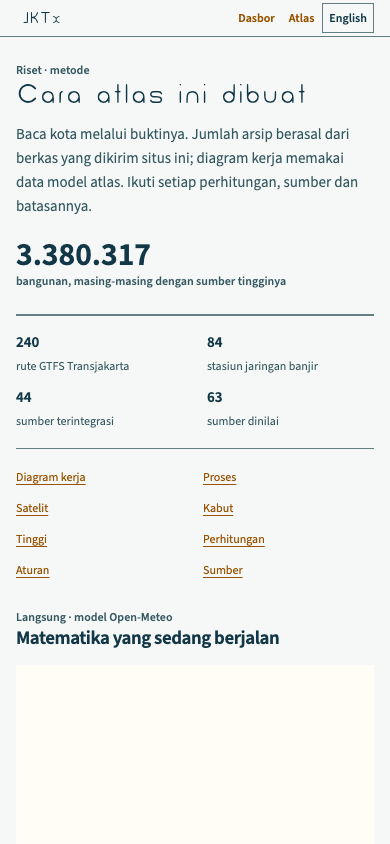 JKTx
Dasbor Atlas English
Riset · metode
Cara atlas ini dibuat
Baca kota melalui buktinya. Jumlah arsip berasal dari
berkas yang dikirim situs ini; diagram kerja memakai
data model atlas. Ikuti setiap perhitungan, sumber dan
batasannya.
3.380.317
bangunan, masing-masing dengan sumber tingginya
240 84
rute GTFS Transjakarta stasiun jaringan banjir
44 63
sumber terintegrasi sumber dinilai
Diagram kerja Proses
Satelit Kabut
Tinggi Perhitungan
Aturan Sumber
Langsung · model Open-Meteo
Matematika yang sedang berjalan